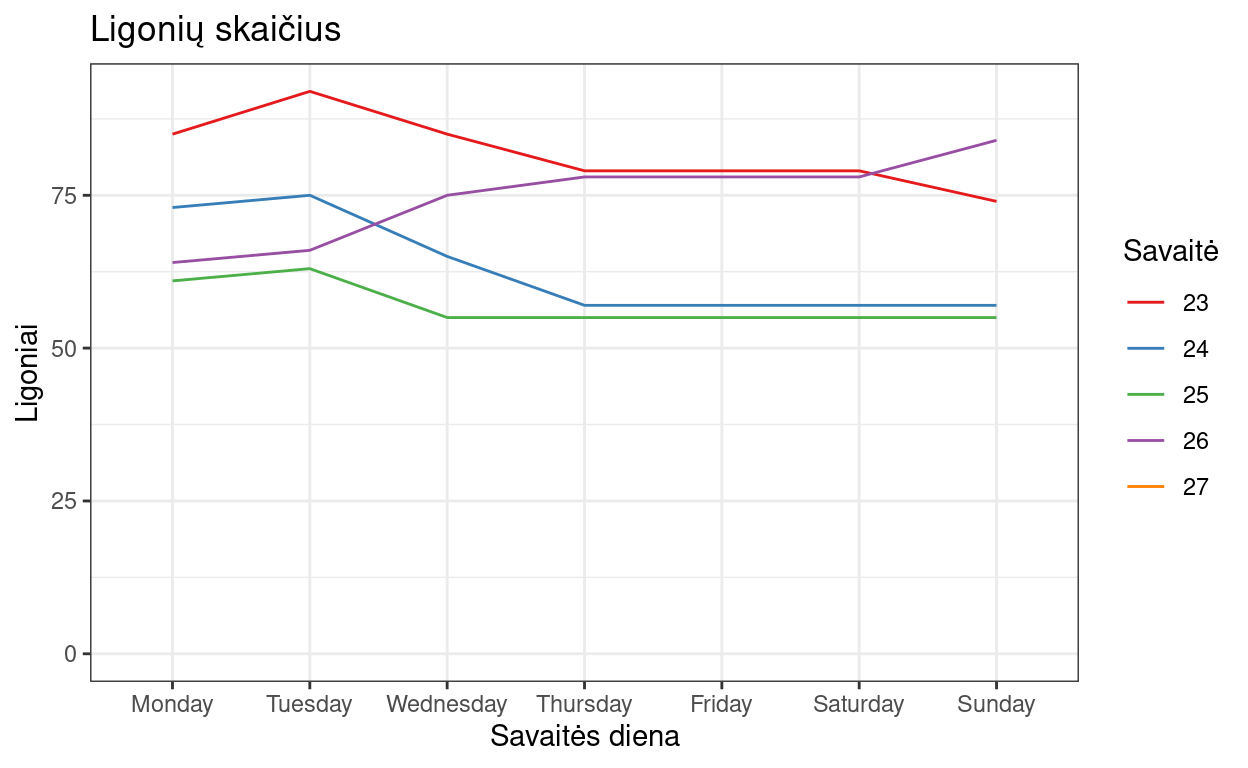 Ligonių skaičius
Ligoniai
75
50
25
0
Monday Tuesday Wednesday Thursday Friday Saturday Sunday
Savaitės diena
Savaitė
23
24
25
26
27